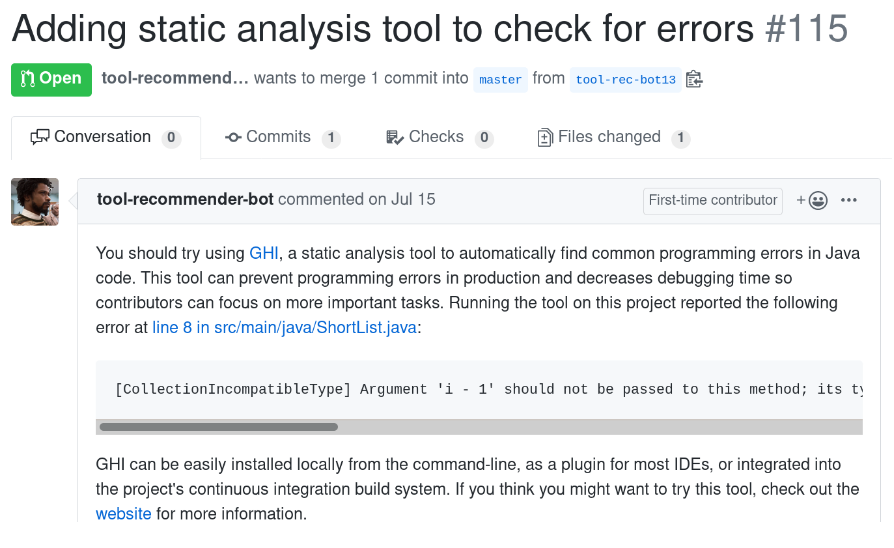 Adding static analysis tool to check for errors #115
Open tool-recommend... wants to merge 1 commit into master from tool-rec-bot13
Conversation 0 Commits 1 Checks 0 Files changed 1
tool-recommender-bot commented on Jul 15 First-time contributor
You should try using GHI, a static analysis tool to automatically find common programming errors in Java
code. This tool can prevent programming errors in production and decreases debugging time so
contributors can focus on more important tasks. Running the tool on this project reported the following
error at line 8 in src/main/java/ShortList.java:
[CollectionIncompatibleType] Argument 'i - 1' should not be passed to this method; its ty
GHI can be easily installed locally from the command-line, as a plugin for most IDEs, or integrated into
the project's continuous integration build system. If you think you might want to try this tool, check out the
website for more information.